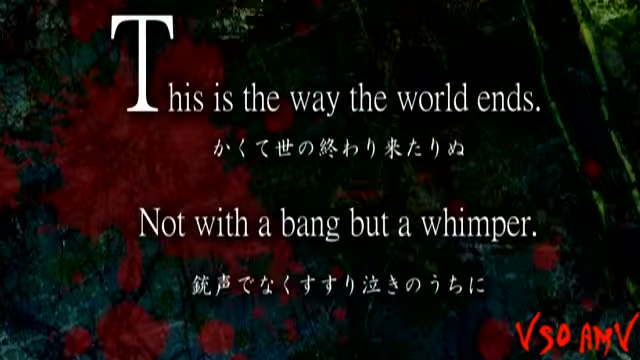 This is the way the world ends.
かくて世の終わり来たりぬ
Not with a bang but a whimper.
銃声でなくすすり泣きのうちに
VSO AMV